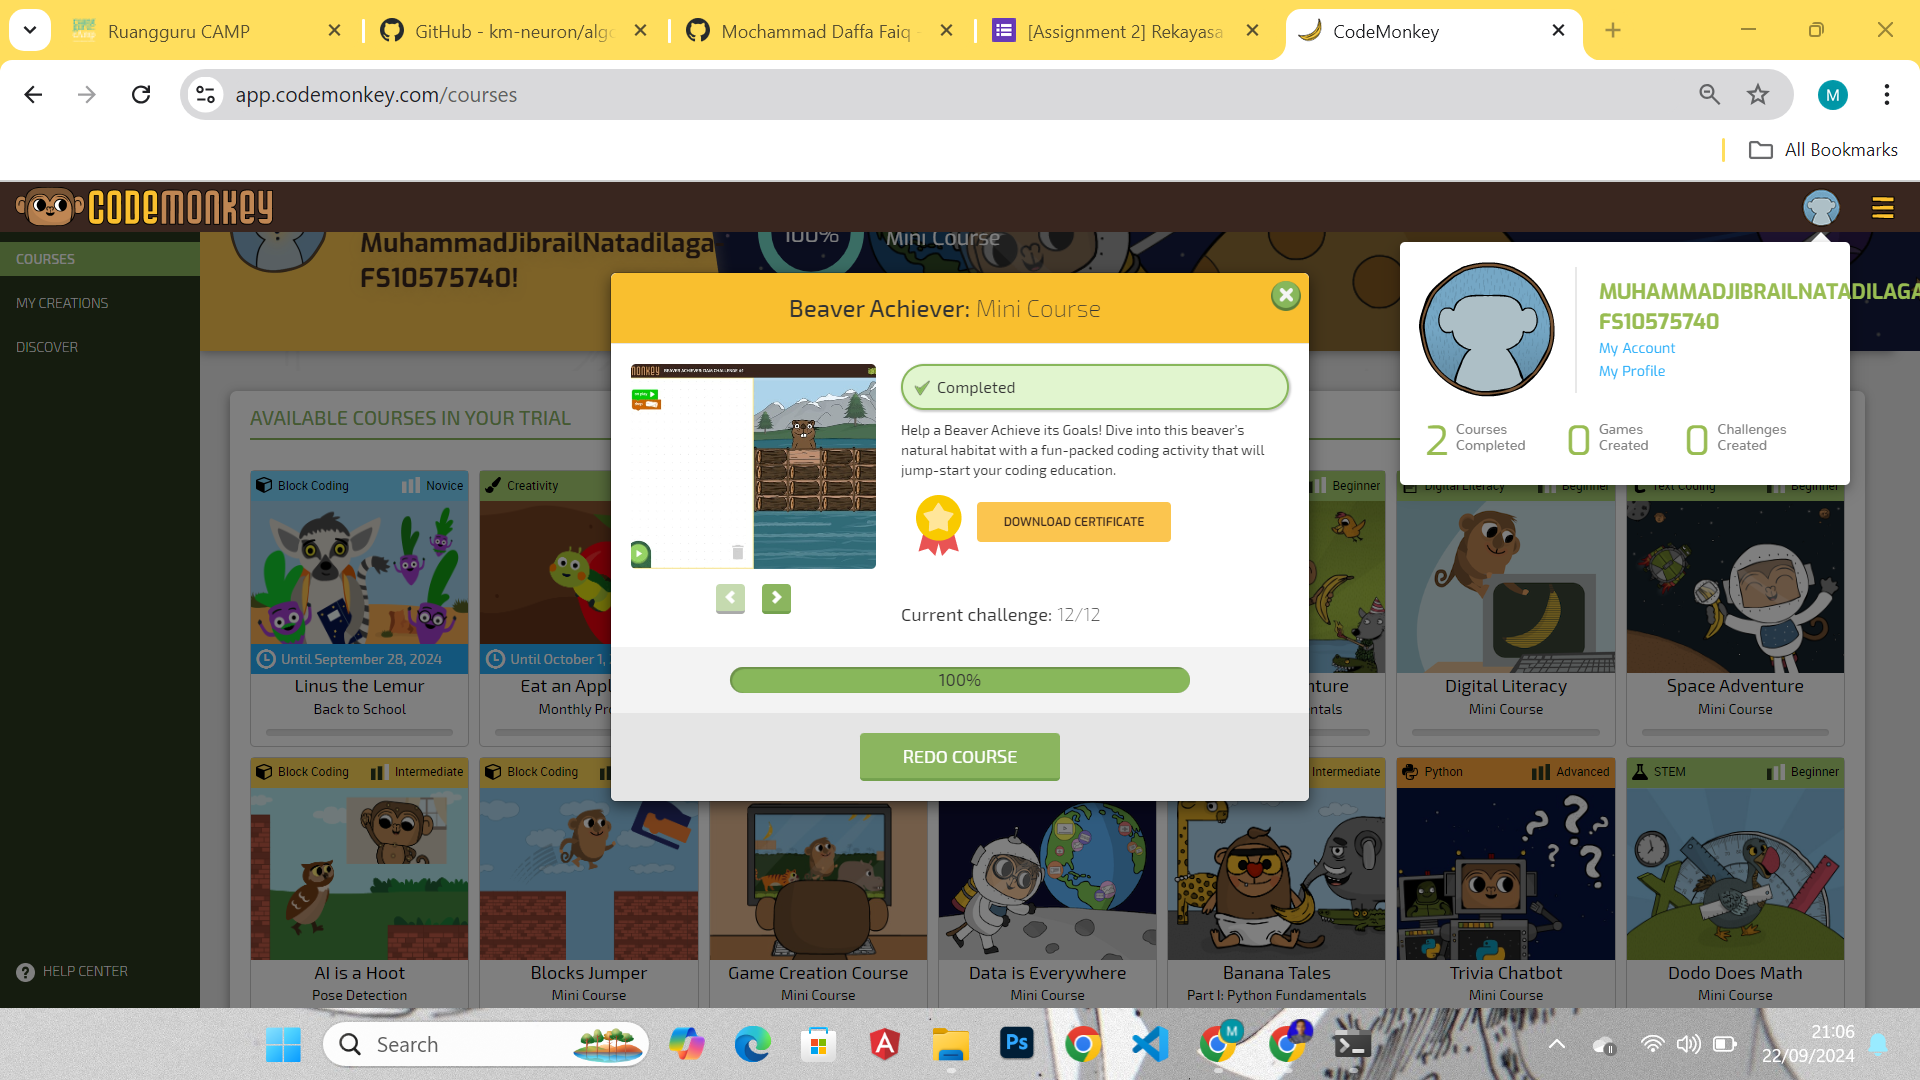 Ruangguru CAMP
GitHub - km-neuron/algo
Mochammad Daffa Faiq -
[Assignment 2] Rekayasa
CodeMonkey
app.codemonkey.com/courses
M
All Bookmarks
CODEMONKEY
COURSES
MY CREATIONS
DISCOVER
HELP CENTER
MuhammadJibrailNatadilaga
FS10575740!
100%
Mini Course
MUHAMMADJIBRAILNATADILAGA
FS10575740
My Account
My Profile
2 Courses Completed
0 Games Created
0 Challenges Created
AVAILABLE COURSES IN YOUR TRIAL
Beaver Achiever: Mini Course
Completed
Help a Beaver Achieve its Goals! Dive into this beaver's
natural habitat with a fun-packed coding activity that will
jump-start your coding education.
DOWNLOAD CERTIFICATE
Current challenge: 12/12
100%
REDO COURSE
Block Coding Novice
Until September 28, 2024
Linus the Lemur
Back to School
Creativity
Until October 1,
Eat an Appl
Monthly Pr
Beginner
nture
ntals
Digital Literacy Beginner
Digital Literacy
Mini Course
Text Coding Beginner
Space Adventure
Mini Course
Block Coding Intermediate
AI is a Hoot
Pose Detection
Block Coding
Blocks Jumper
Mini Course
Game Creation Course
Mini Course
Data is Everywhere
Mini Course
Intermediate
Banana Tales
Part I: Python Fundamentals
Python Advanced
Trivia Chatbot
Mini Course
STEM Beginner
Dodo Does Math
Mini Course
Search
Ps
M
21:06
22/09/2024